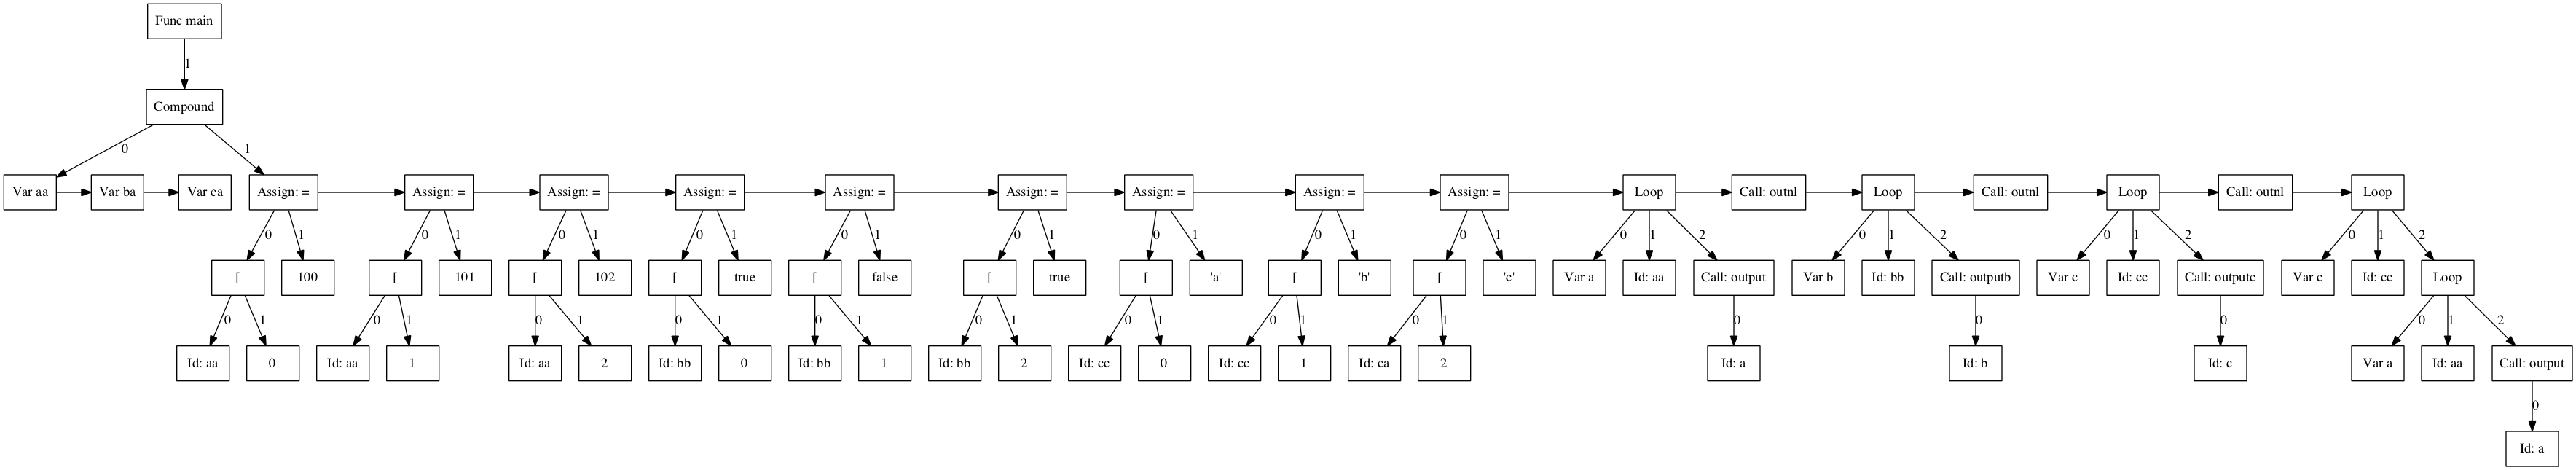 Func main
1
Compound
0 1
Var aa Var ba Var ca Assign: = Assign: = Assign: = Assign: = Assign: = Assign: = Assign: = Assign: = Assign: = Loop Call: outnl Loop Call: outnl Loop Call: outnl Loop
0 1 0 1 0 1 0 1 0 1 0 1 0 1 0 1 0 1 0 1 2 0 1 2 0 1 2 0 1 2
[ 100 [ 101 [ 102 [ true [ false [ true [ 'a' [ 'b' [ 'c' Var a Id: aa Call: output Var b Id: bb Call: outputb Var c Id: cc Call: outputc Var c Id: cc Loop
0 1 0 1 0 1 0 1 0 1 0 1 0 1 0 1 0 1 0 0 0 0 1 2
Id: aa 0 Id: aa 1 Id: aa 2 Id: bb 0 Id: bb 1 Id: bb 2 Id: cc 0 Id: cc 1 Id: ca 2 Id: a Id: b Id: c Var a Id: aa Call: output
0
Id: a